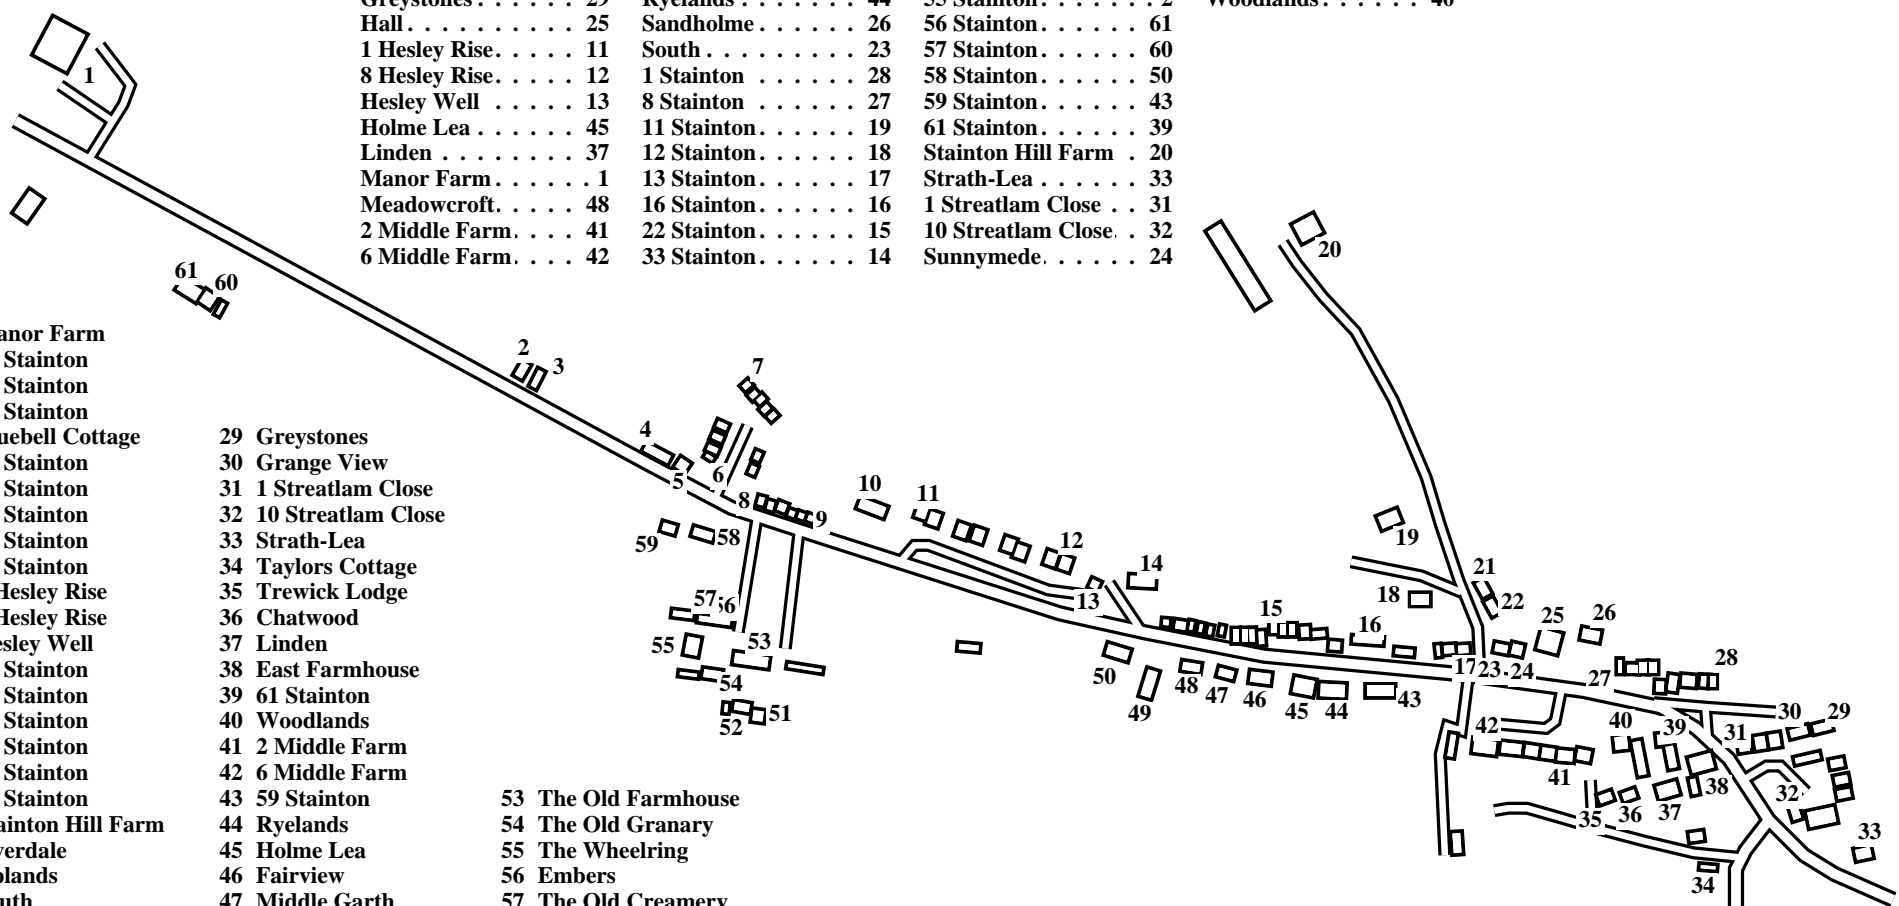 Greystones . . . . . . 29 Ryelands . . . . . . . 44 55 Stainton . . . . . . . 2 Woodlands . . . . . . 40
Hall . . . . . . . . . . 25 Sandholme . . . . . . 26 56 Stainton . . . . . . 61
1 Hesley Rise . . . . . 11 South . . . . . . . . . 23 57 Stainton . . . . . . 60
8 Hesley Rise . . . . . 12 1 Stainton . . . . . . 28 58 Stainton . . . . . . 50
Hesley Well . . . . . 13 8 Stainton . . . . . . 27 59 Stainton . . . . . . 43
Holme Lea . . . . . . 45 11 Stainton . . . . . . 19 61 Stainton . . . . . . 39
Linden . . . . . . . . 37 12 Stainton . . . . . . 18 Stainton Hill Farm . 20
Manor Farm . . . . . . 1 13 Stainton . . . . . . 17 Strath-Lea . . . . . . 33
Meadowcroft . . . . . 48 16 Stainton . . . . . . 16 1 Streatlam Close . . 31
2 Middle Farm . . . . 41 22 Stainton . . . . . . 15 10 Streatlam Close . . 32
6 Middle Farm . . . . 42 33 Stainton . . . . . . 14 Sunnymede . . . . . . 24
1
20
61
60
2
3
7
4
5
6
8
9
10
11
12
59
58
19
14
13
21
22
18
57
55
53
54
52
51
15
16
25
26
17
23
24
27
28
50
49
48
47
46
45
44
43
42
41
40
39
31
30
29
38
37
36
35
32
33
34
Manor Farm
Stainton
Stainton
Stainton
Bluebell Cottage 29 Greystones
Stainton 30 Grange View
Stainton 31 1 Streatlam Close
Stainton 32 10 Streatlam Close
Stainton 33 Strath-Lea
Stainton 34 Taylors Cottage
Hesley Rise 35 Trewick Lodge
Hesley Rise 36 Chatwood
Hesley Well 37 Linden
Stainton 38 East Farmhouse
Stainton 39 61 Stainton
Stainton 40 Woodlands
Stainton 41 2 Middle Farm
Stainton 42 6 Middle Farm
Stainton 43 59 Stainton 53 The Old Farmhouse
Stainton Hill Farm 44 Ryelands 54 The Old Granary
45 Holme Lea 55 The Wheelring
46 Fairview 56 Embers
South 47 Middle Garth 57 The Old Creamery